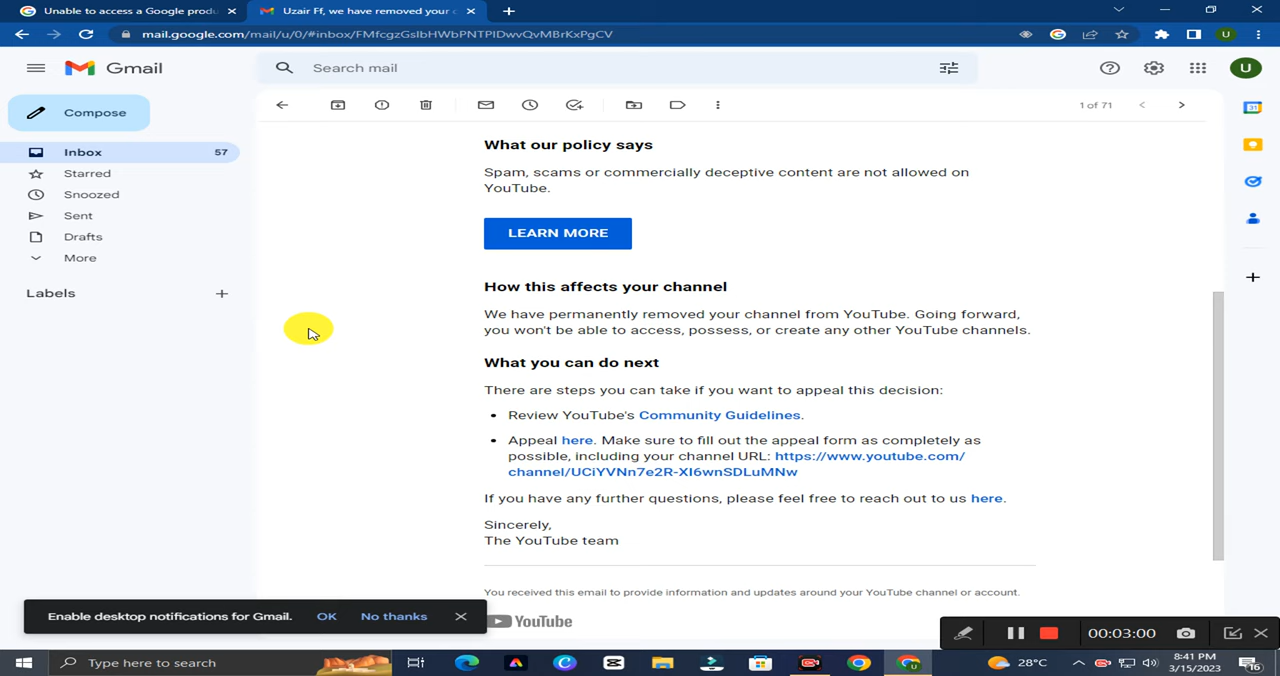 Unable to access a Google produ
Uzair Ff, we have removed your c
mail.google.com/mail/u/0/#inbox/FMfcgzGslbHWbPNTPlDwvQvMBrKxPgCV
U
Gmail
Search mail
U
Compose
1 of 71
Inbox 57
Starred
Snoozed
Sent
Drafts
More
Labels
What our policy says
Spam, scams or commercially deceptive content are not allowed on
YouTube.
LEARN MORE
How this affects your channel
We have permanently removed your channel from YouTube. Going forward,
you won't be able to access, possess, or create any other YouTube channels.
What you can do next
There are steps you can take if you want to appeal this decision:
• Review YouTube's Community Guidelines.
• Appeal here. Make sure to fill out the appeal form as completely as
possible, including your channel URL: https://www.youtube.com/
channel/UCiYVNn7e2R-XI6wnSDLuMNw
If you have any further questions, please feel free to reach out to us here.
Sincerely,
The YouTube team
You received this email to provide information and updates around your YouTube channel or account.
YouTube
Enable desktop notifications for Gmail. OK No thanks
00:03:00
Type here to search
28°C
8:41 PM
3/15/2023
16